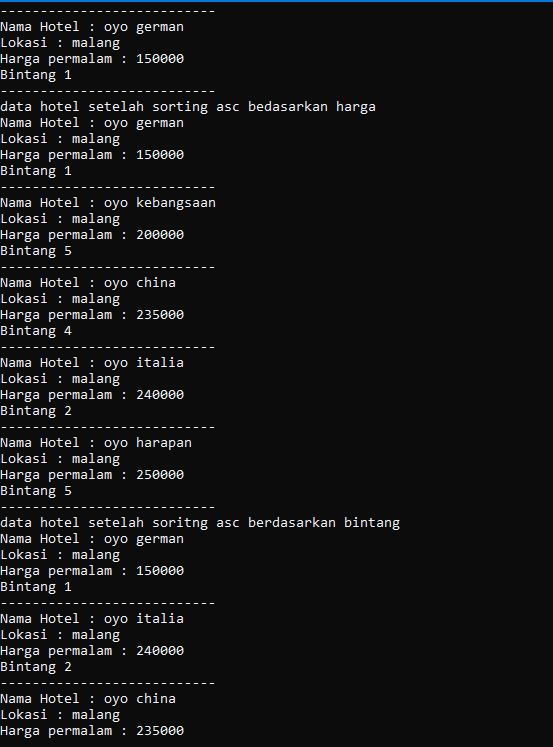 ---------------------------
Nama Hotel : oyo german
Lokasi : malang
Harga permalam : 150000
Bintang 1
---------------------------
data hotel setelah sorting asc bedasarkan harga
Nama Hotel : oyo german
Lokasi : malang
Harga permalam : 150000
Bintang 1
---------------------------
Nama Hotel : oyo kebangsaan
Lokasi : malang
Harga permalam : 200000
Bintang 5
---------------------------
Nama Hotel : oyo china
Lokasi : malang
Harga permalam : 235000
Bintang 4
---------------------------
Nama Hotel : oyo italia
Lokasi : malang
Harga permalam : 240000
Bintang 2
---------------------------
Nama Hotel : oyo harapan
Lokasi : malang
Harga permalam : 250000
Bintang 5
---------------------------
data hotel setelah soritng asc berdasarkan bintang
Nama Hotel : oyo german
Lokasi : malang
Harga permalam : 150000
Bintang 1
---------------------------
Nama Hotel : oyo italia
Lokasi : malang
Harga permalam : 240000
Bintang 2
---------------------------
Nama Hotel : oyo china
Lokasi : malang
Harga permalam : 235000